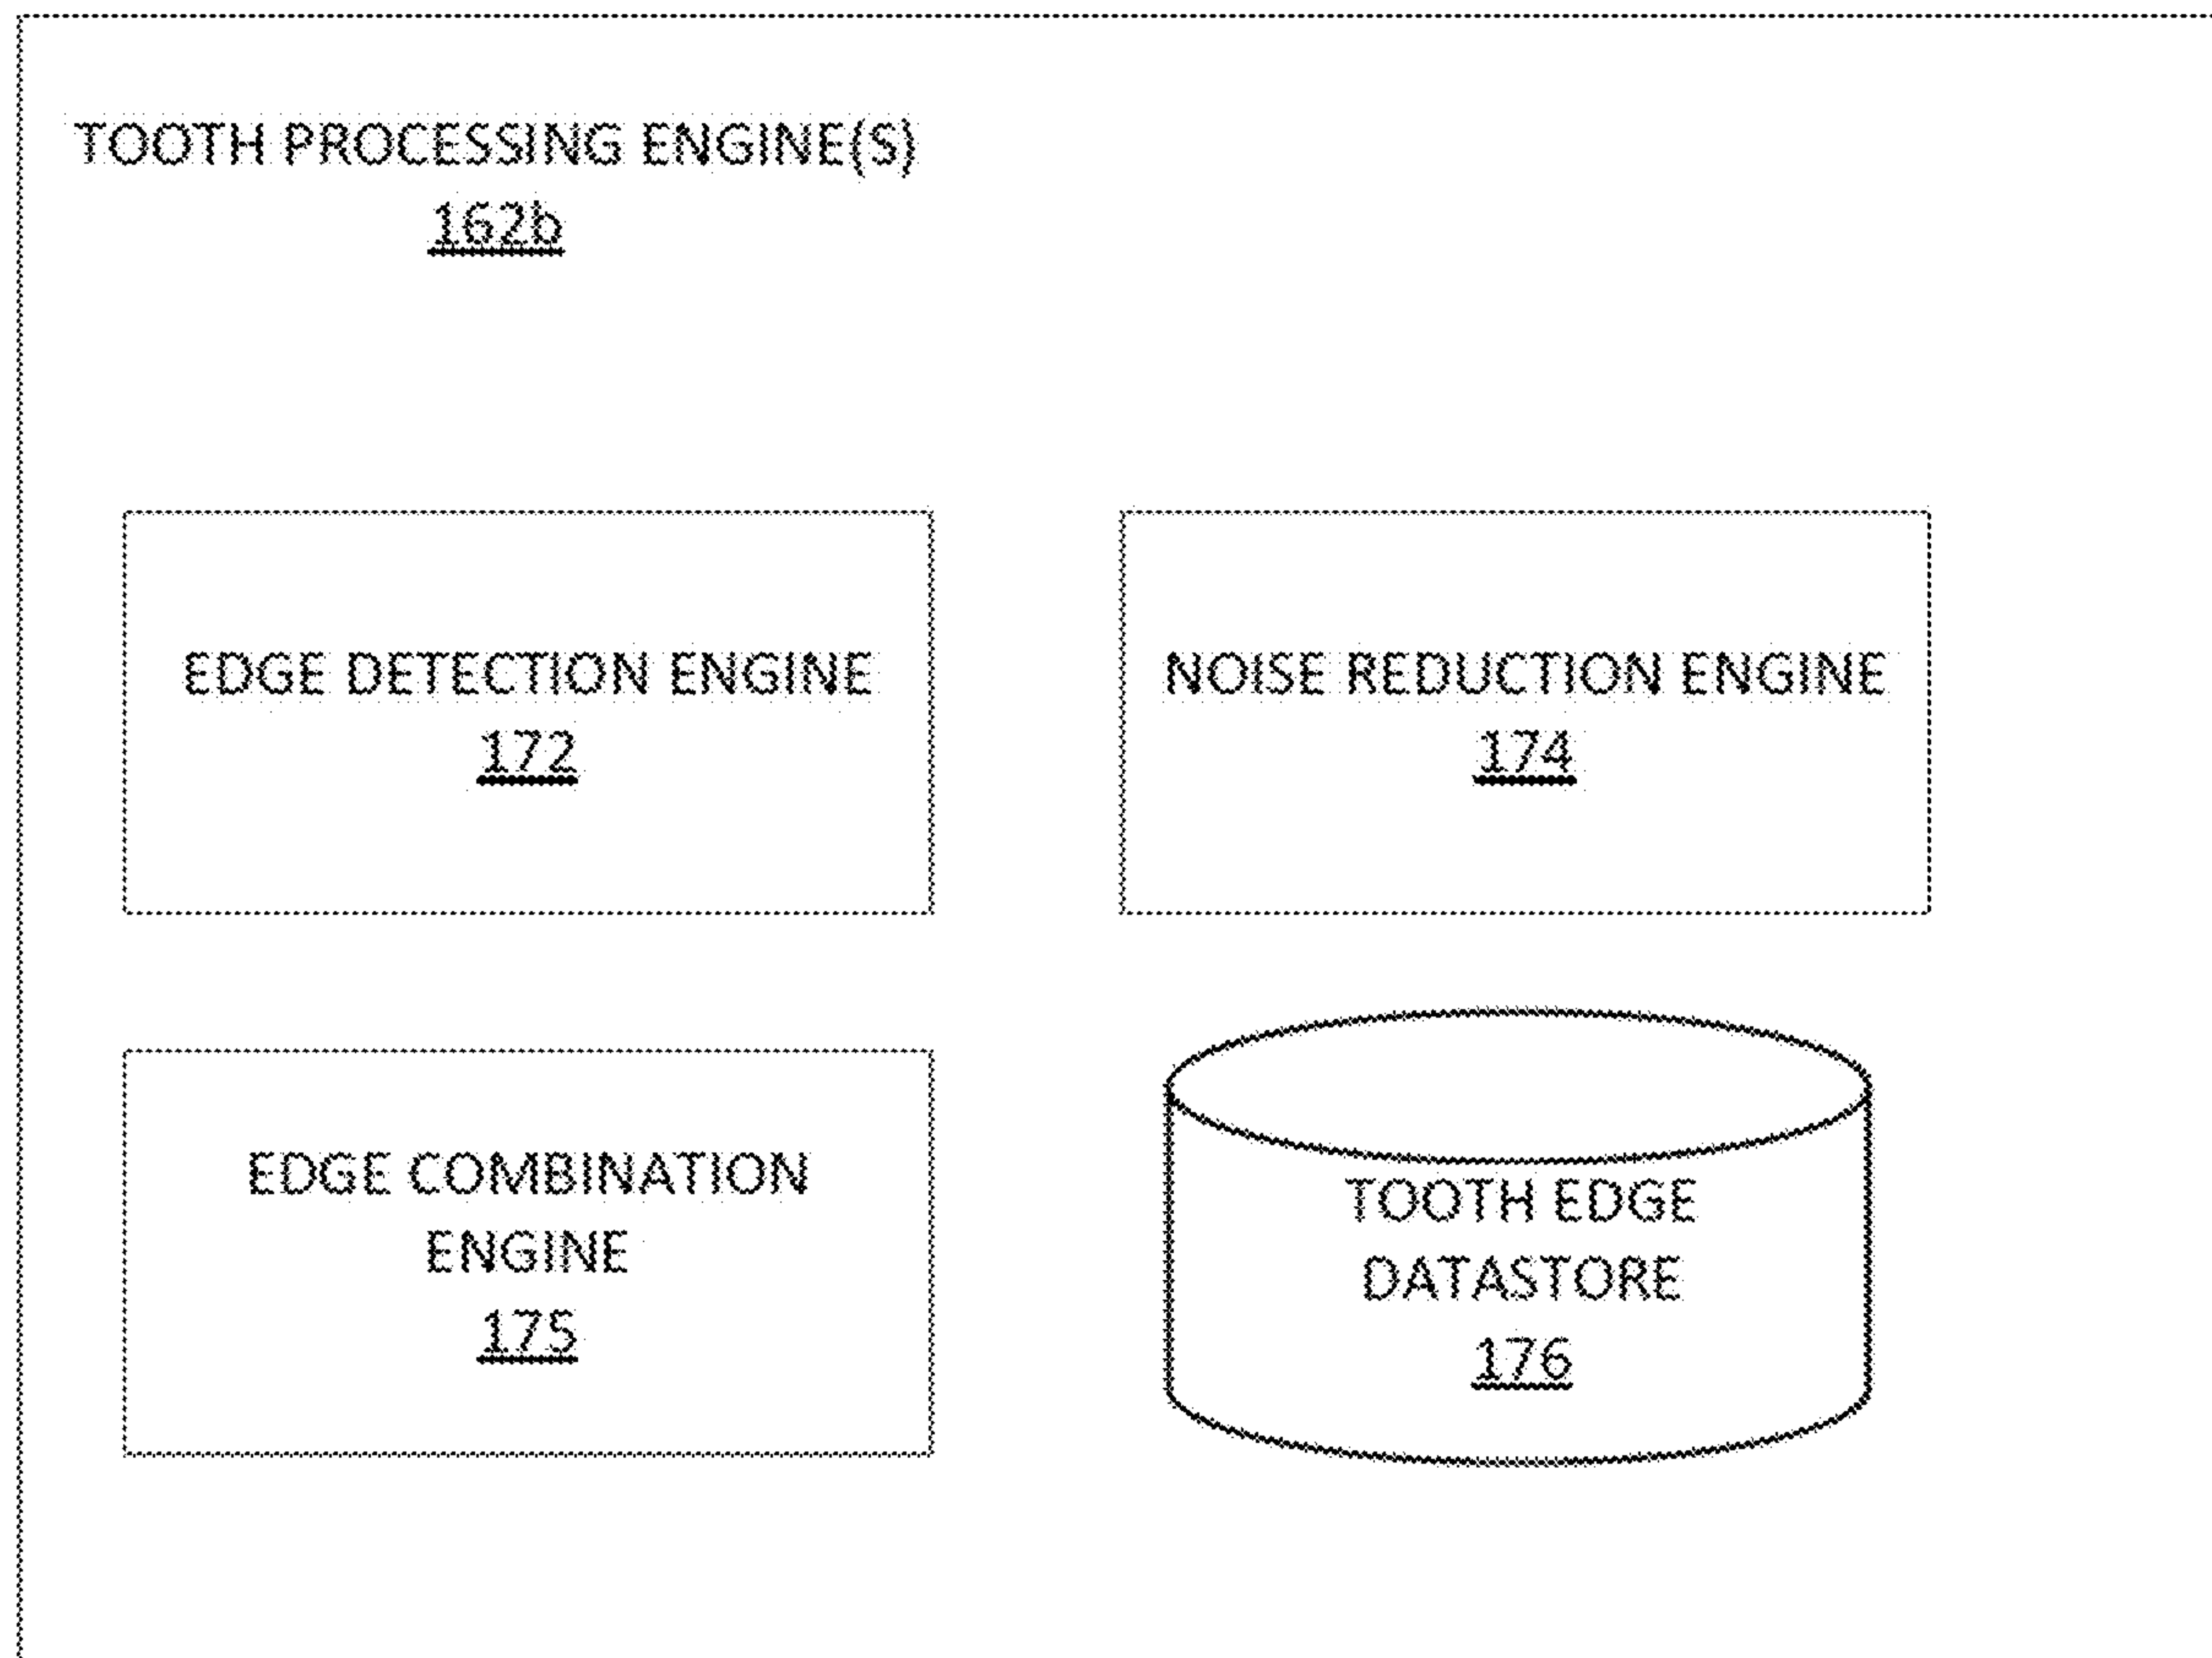 TOOTH PROCESSING ENGINE(S)
162b
EDGE DETECTION ENGINE
172
NOISE REDUCTION ENGINE
174
EDGE COMBINATION
ENGINE
175
TOOTH EDGE
DATASTORE
176